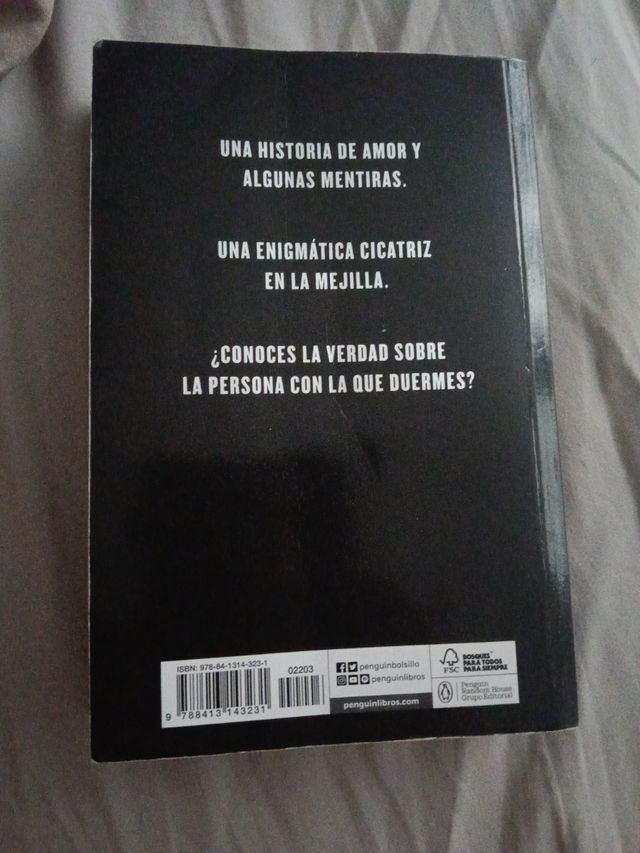 UNA HISTORIA DE AMOR Y
ALGUNAS MENTIRAS.
UNA ENIGMÁTICA CICATRIZ
EN LA MEJILLA.
¿CONOCES LA VERDAD SOBRE
LA PERSONA CON LA QUE DUERMES?
ISBN: 978-84-1314-323-1
02203
9 788413 143231
penguinbolsillo
penguinlibros
penguinlibros.com
FSC
BOSQUES
PARA TODOS
PARA SIEMPRE
Penguin
Random House
Grupo Editorial